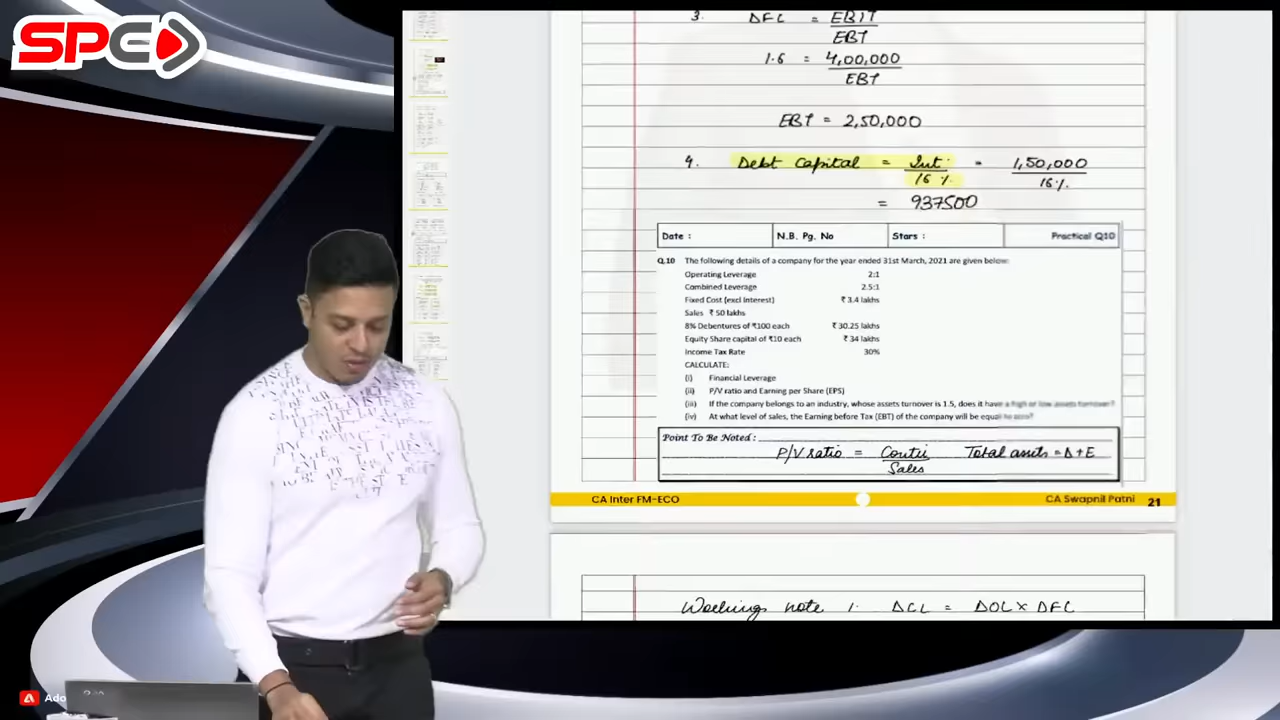 SPED
3. DFL = EBIT
EBT
1.6 = 4,00,000
EBT
EBT = 2,50,000
4. Debt Capital = Int. = 1,50,000
16 % 16 %
= 937500
Date : N.B. Pg. No Stars : Practical Q10
Q.10 The following details of a company for the year ended 31st March, 2021 are given below:
Operating Leverage 2:1
Combined Leverage 2.5:1
Fixed Cost (excl Interest) ₹ 3.4 lakhs
Sales ₹ 50 lakhs
8% Debentures of ₹100 each ₹ 30.25 lakhs
Equity Share capital of ₹10 each ₹ 34 lakhs
Income Tax Rate 30%
CALCULATE:
(i) Financial Leverage
(ii) P/V ratio and Earning per Share (EPS)
(iii) If the company belongs to an industry, whose assets turnover is 1.5, does it have a high or low assets turnover?
(iv) At what level of sales, the Earning before Tax (EBT) of the company will be equal to zero?
Point To Be Noted :
P/V ratio = Total assets = D + E
Sales
CA Inter FM-ECO CA Swapnil Patni 21
Working note 1. DCL = DOL X DFL
Ado